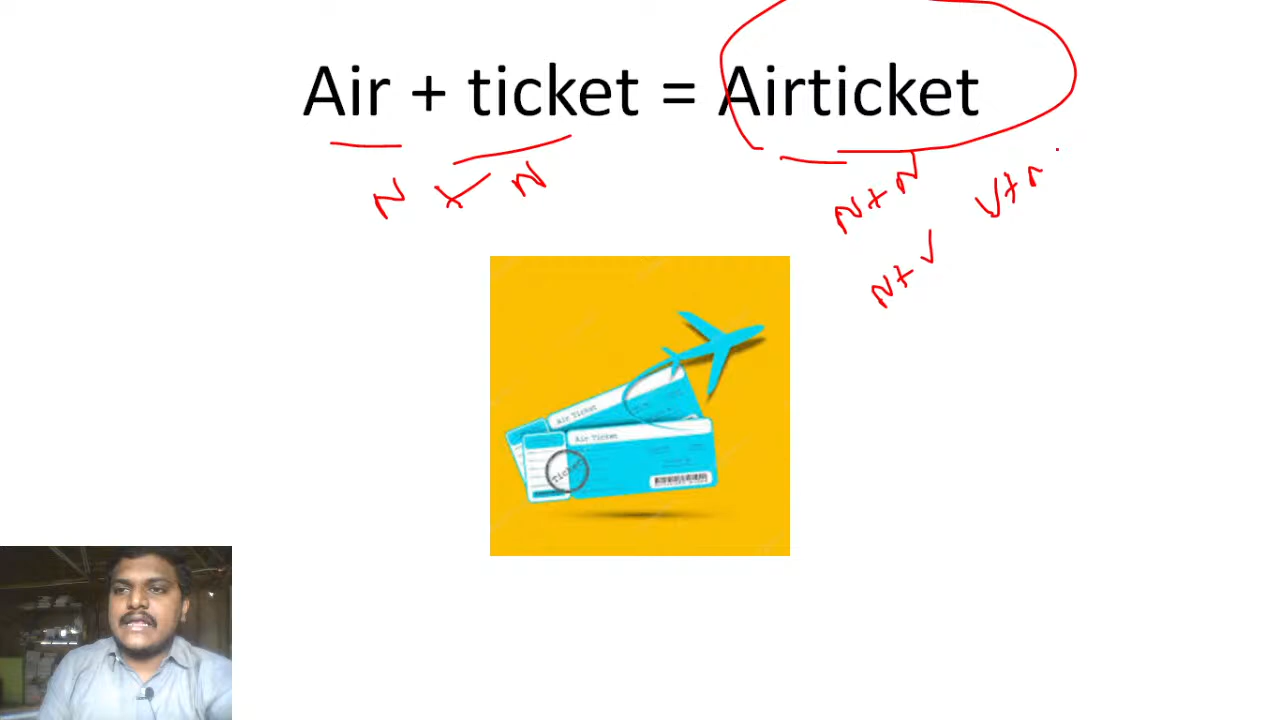 Air + ticket = Airticket
N + N
N + N
V + N
N + V
Air Ticket
Air Ticket
Ticket